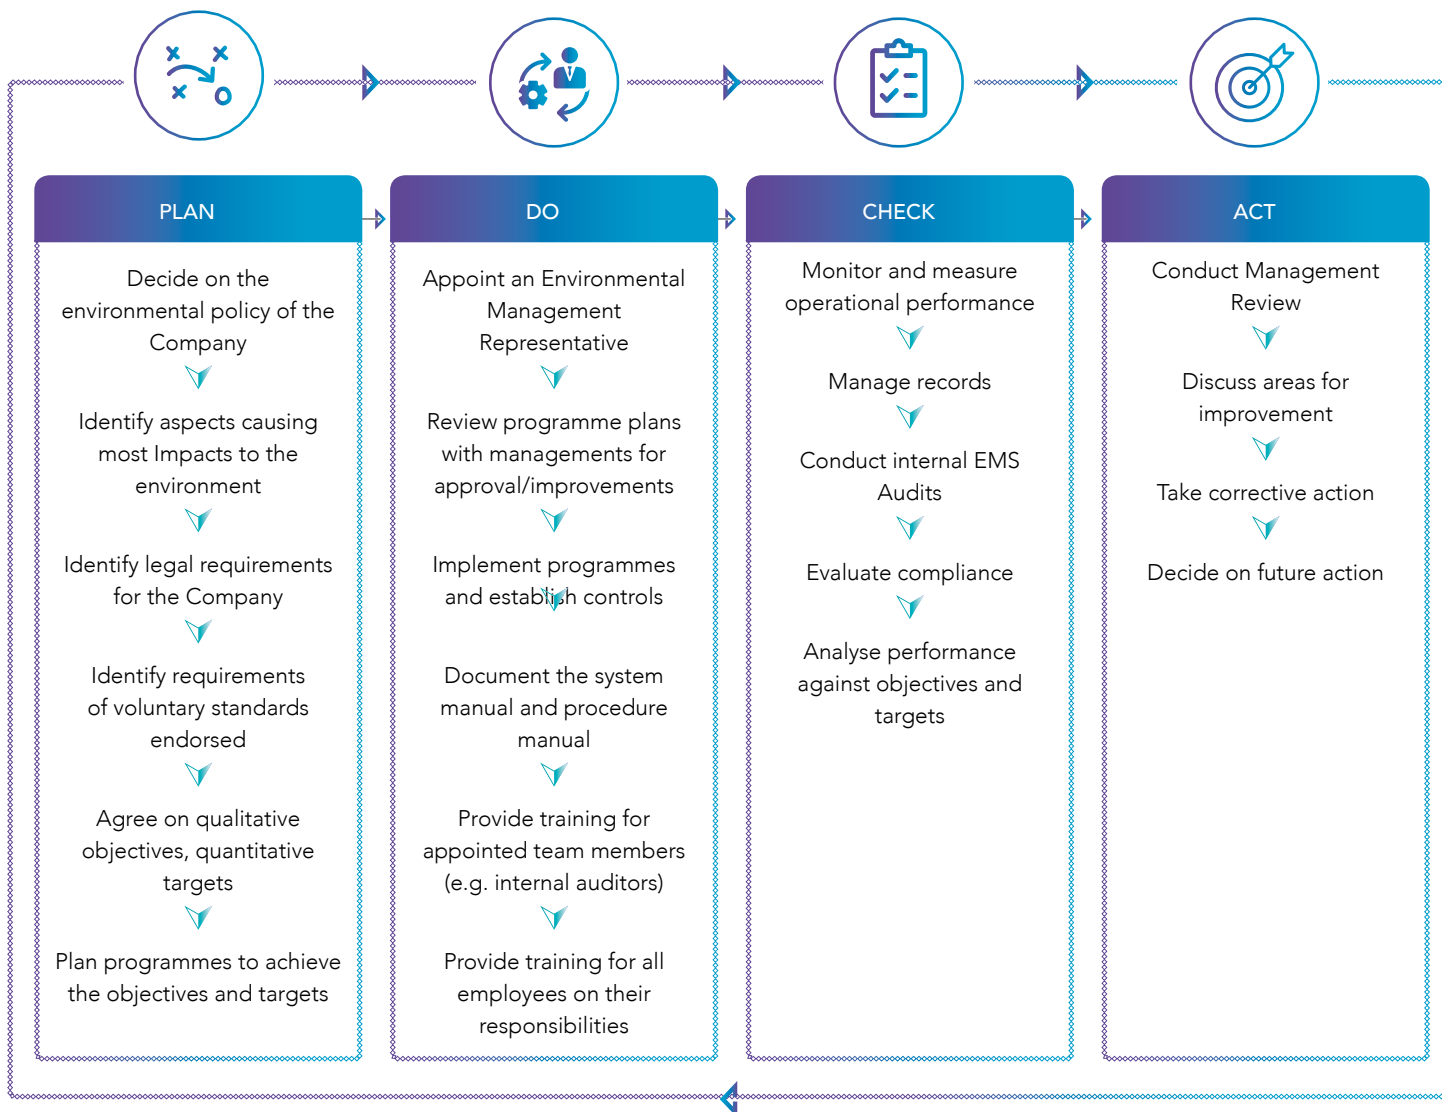 PLAN
Decide on the
environmental policy of the
Company
Identify aspects causing
most Impacts to the
environment
Identify legal requirements
for the Company
Identify requirements
of voluntary standards
endorsed
Agree on qualitative
objectives, quantitative
targets
Plan programmes to achieve
the objectives and targets
DO
Appoint an Environmental
Management
Representative
Review programme plans
with managements for
approval/improvements
Implement programmes
and establish controls
Document the system
manual and procedure
manual
Provide training for
appointed team members
(e.g. internal auditors)
Provide training for all
employees on their
responsibilities
CHECK
Monitor and measure
operational performance
Manage records
Conduct internal EMS
Audits
Evaluate compliance
Analyse performance
against objectives and
targets
ACT
Conduct Management
Review
Discuss areas for
improvement
Take corrective action
Decide on future action